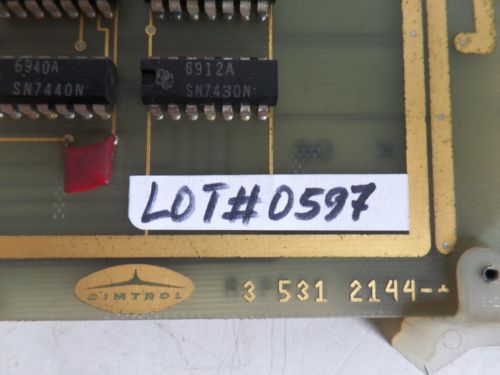 6940A
SN7440N
6912A
SN7430N
LOT#0597
CIMTROL
3 531 2144-